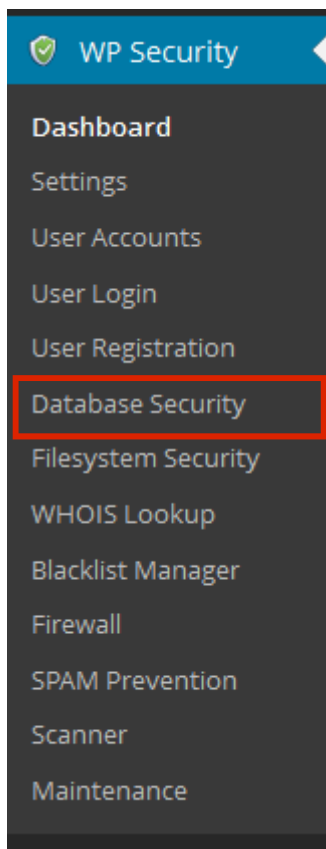 WP Security
Dashboard
Settings
User Accounts
User Login
User Registration
Database Security
Filesystem Security
WHOIS Lookup
Blacklist Manager
Firewall
SPAM Prevention
Scanner
Maintenance